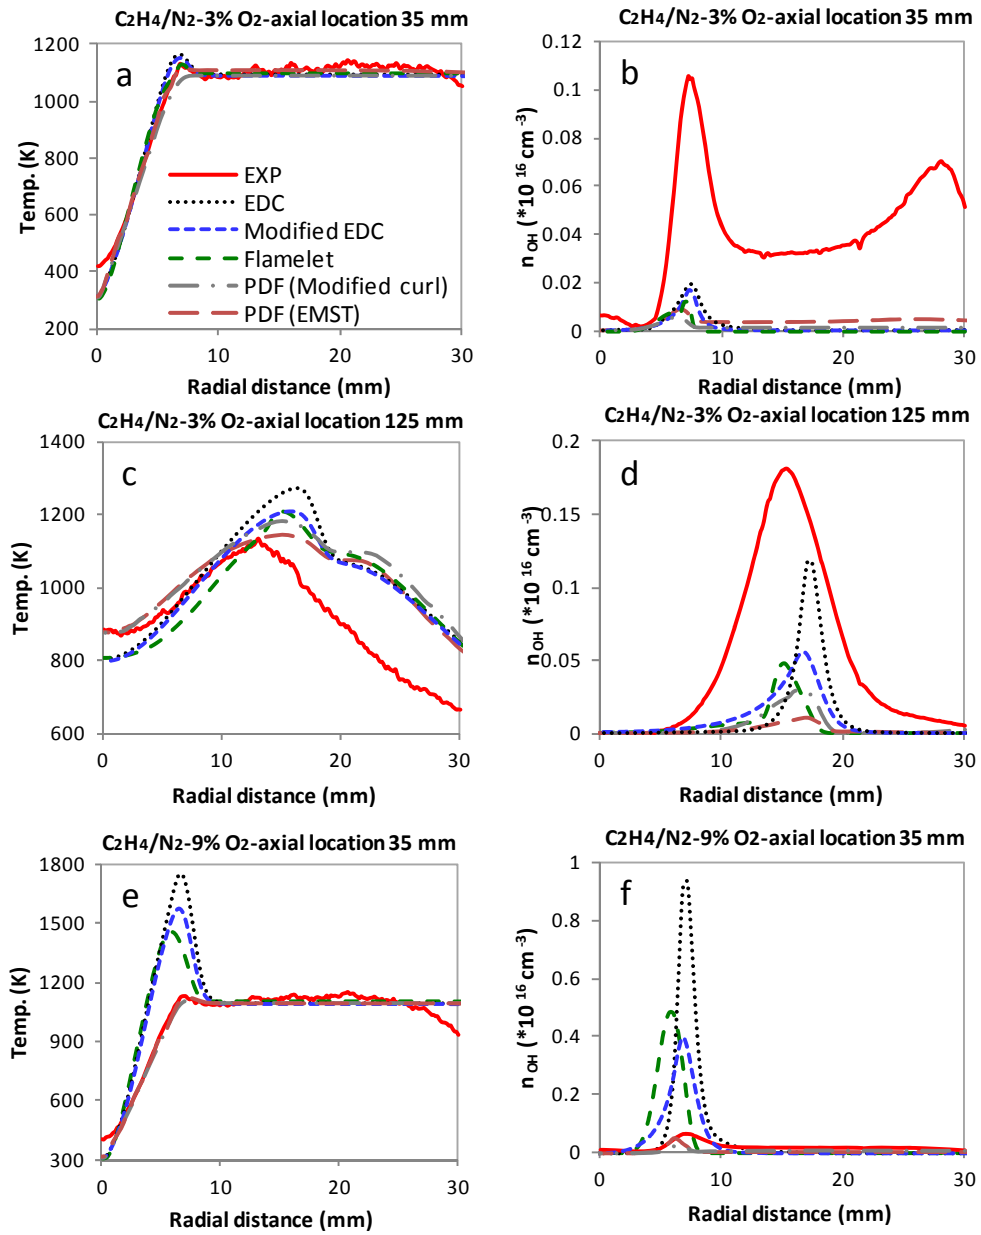 C2H4/N2-3% O2-axial location 35 mm
a
Temp. (K)
1200
1000
800
600
400
200
EXP
EDC
Modified EDC
Flamelet
PDF (Modified curl)
PDF (EMST)
0 10 20 30
Radial distance (mm)
C2H4/N2-3% O2-axial location 35 mm
b
n OH (*10 16 cm -3)
0.12
0.1
0.08
0.06
0.04
0.02
0
0 10 20 30
Radial distance (mm)
C2H4/N2-3% O2-axial location 125 mm
c
Temp. (K)
1400
1200
1000
800
600
0 10 20 30
Radial distance (mm)
C2H4/N2-3% O2-axial location 125 mm
d
n OH (*10 16 cm -3)
0.2
0.15
0.1
0.05
0
0 10 20 30
Radial distance (mm)
C2H4/N2-9% O2-axial location 35 mm
e
Temp. (K)
1800
1500
1200
900
600
300
0 10 20 30
Radial distance (mm)
C2H4/N2-9% O2-axial location 35 mm
f
n OH (*10 16 cm -3)
1
0.8
0.6
0.4
0.2
0
0 10 20 30
Radial distance (mm)